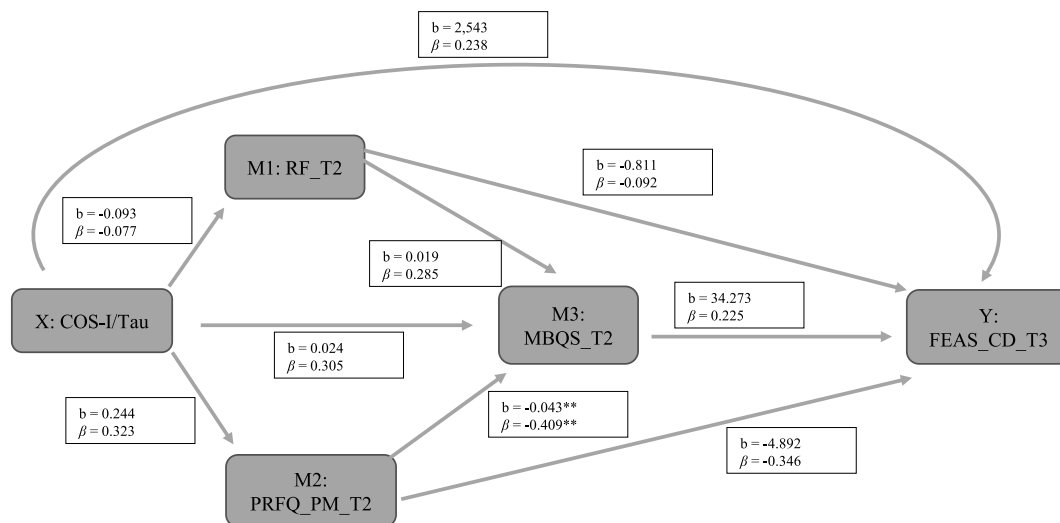 b = 2,543
β = 0.238
M1: RF_T2
b = -0.811
β = -0.092
b = -0.093
β = -0.077
b = 0.019
β = 0.285
X: COS-I/Tau
M3:
MBQS_T2
b = 34.273
β = 0.225
Y:
FEAS_CD_T3
b = 0.024
β = 0.305
b = 0.244
β = 0.323
b = -0.043**
β = -0.409**
b = -4.892
β = -0.346
M2:
PRFQ_PM_T2